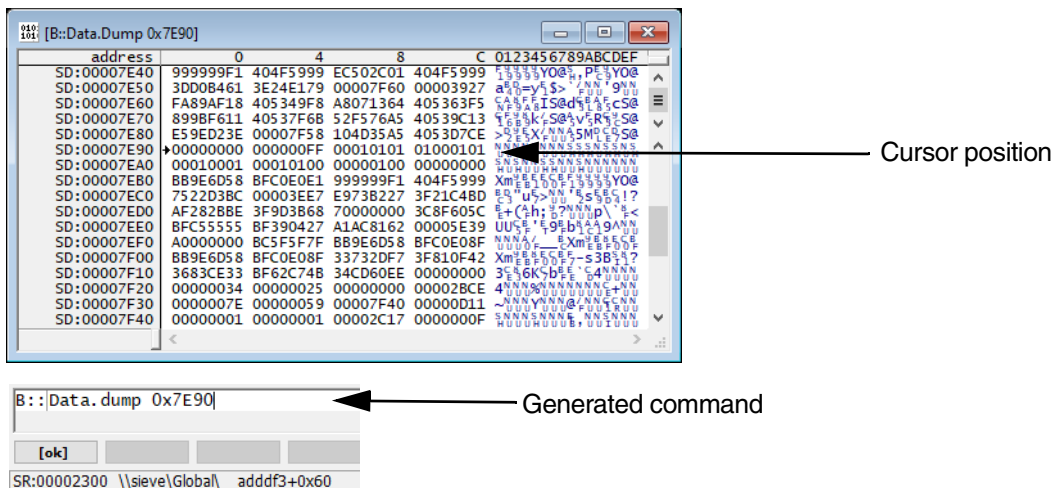 [B::Data.Dump 0x7E90]
address 0 4 8 C 0123456789ABCDEF
SD:00007E40 999999F1 404F5999 EC502C01 404F5999
SD:00007E50 3DD0B461 3E24E179 00007F60 00003927
SD:00007E60 FA89AF18 405349F8 A8071364 405363F5
SD:00007E70 899BF611 40537F6B 52F576A5 40539C13
SD:00007E80 E59ED23E 00007F58 104D35A5 4053D7CE
SD:00007E90 00000000 000000FF 00010101 01000101
SD:00007EA0 00010001 00010100 00000100 00000000
SD:00007EB0 BB9E6D58 BFC0E0E1 999999F1 404F5999
SD:00007EC0 7522D3BC 00003EE7 E973B227 3F21C4BD
SD:00007ED0 AF282BBE 3F9D3B68 70000000 3C8F605C
SD:00007EE0 BFC55555 BF390427 A1AC8162 00005E39
SD:00007EF0 A0000000 BC5F5F7F BB9E6D58 BFC0E08F
SD:00007F00 BB9E6D58 BFC0E08F 33732DF7 3F810F42
SD:00007F10 3683CE33 BF62C74B 34CD60EE 00000000
SD:00007F20 00000034 00000025 00000000 00002BCE
SD:00007F30 0000007E 00000059 00007F40 00000D11
SD:00007F40 00000001 00000001 00002C17 0000000F
Cursor position
B::Data.dump 0x7E90
Generated command
[ok]
SR:00002300 \\sieve\Global\__adddf3+0x60